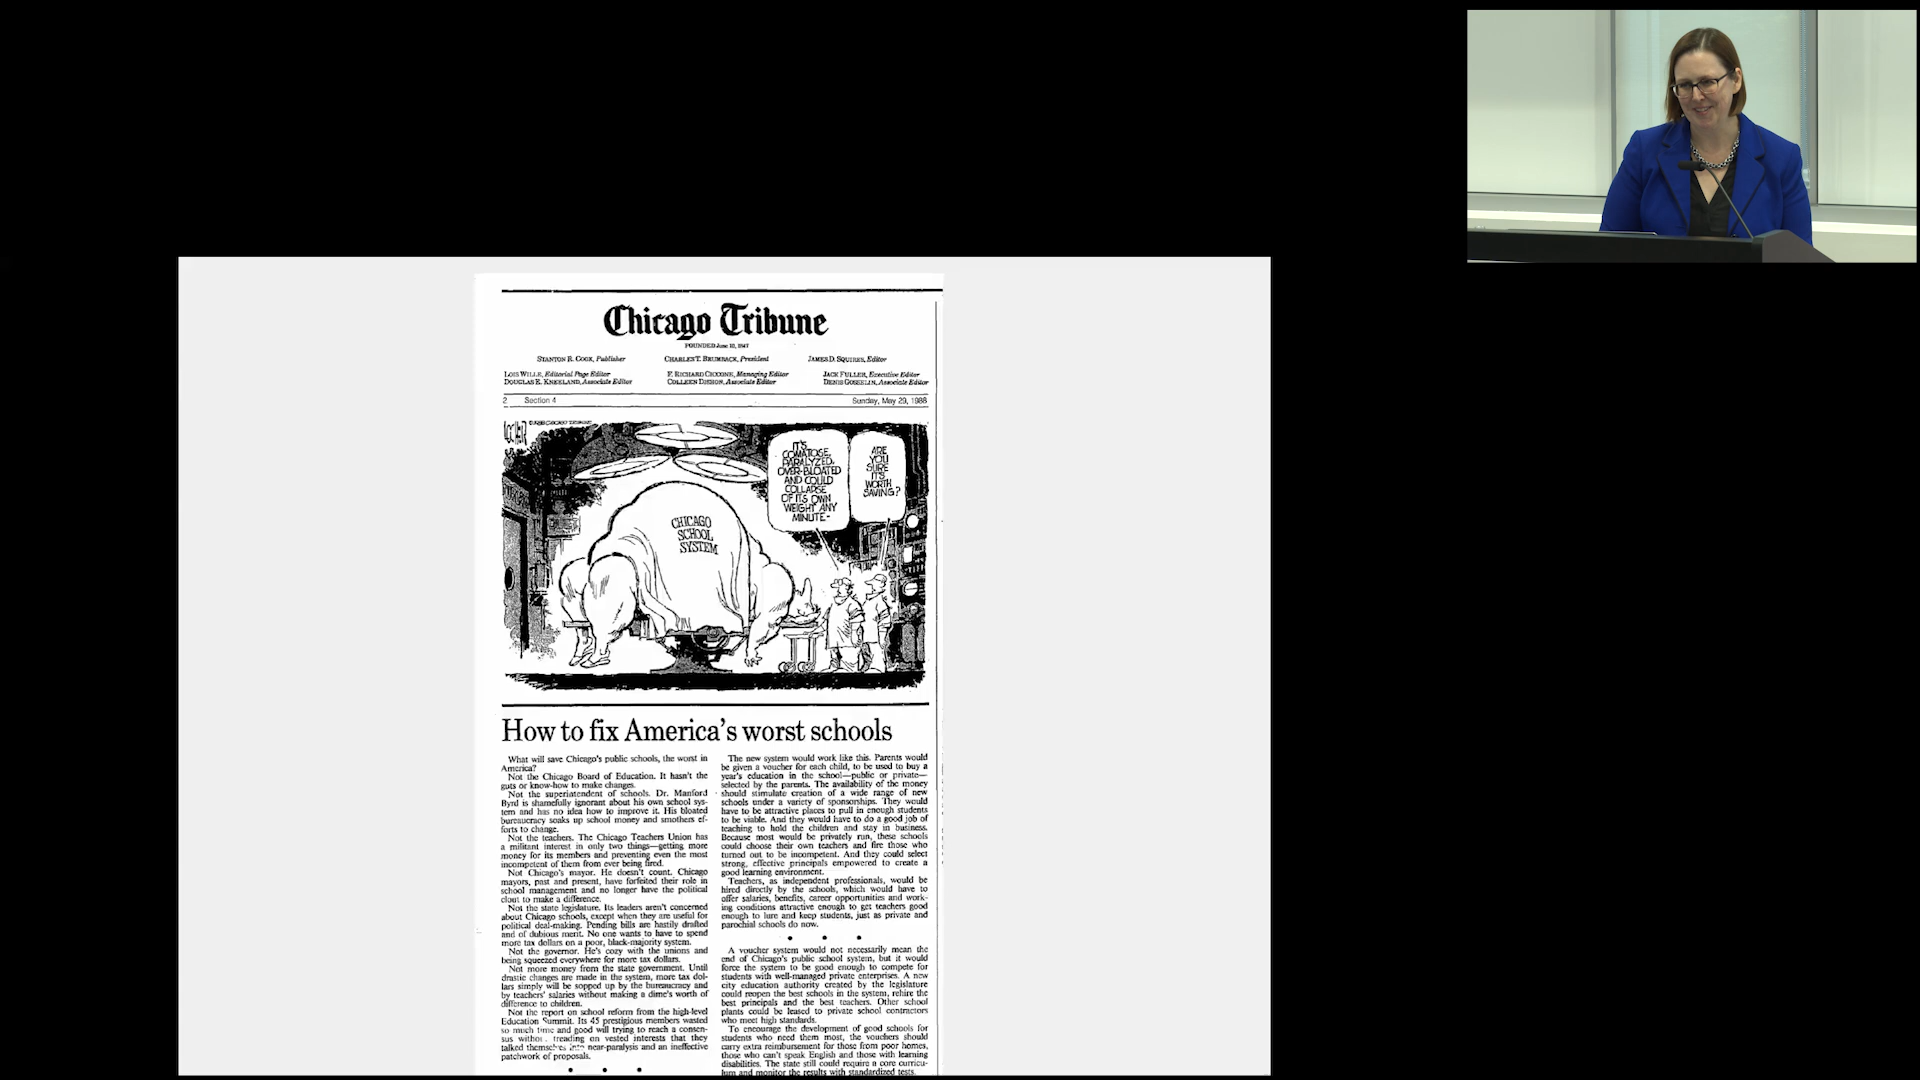 Chicago Tribune
FOUNDED June 10, 1847
STANTON R. COOK, Publisher
CHARLES T. BRUMBACK, President
JAMES D. SQUIRES, Editor
LOIS WILLE, Editorial Page Editor
F. RICHARD CICCONE, Managing Editor
JACK FULLER, Executive Editor
DOUGLAS E. KNEELAND, Associate Editor
COLLEEN DISHON, Associate Editor
DENIS GOSSELIN, Associate Editor
2 Section 4
Sunday, May 29, 1988
IT'S
COMATOSE,
PARALYZED,
OVER-BLOATED
AND COULD
COLLAPSE
OF ITS OWN
WEIGHT ANY
MINUTE-
ARE
YOU
SURE
IT'S
WORTH
SAVING?
CHICAGO
SCHOOL
SYSTEM
How to fix America's worst schools
What will save Chicago's public schools, the worst in
America?
Not the Chicago Board of Education. It hasn't the
guts or know-how to make changes.
Not the superintendent of schools. Dr. Manford
Byrd is shamefully ignorant about his own school sys-
tem and has no idea how to improve it. His bloated
bureaucracy soaks up school money and smothers ef-
forts to change.
Not the teachers. The Chicago Teachers Union has
a militant interest in only two things—getting more
money for its members and preventing even the most
incompetent of them from ever being fired.
Not Chicago's mayor. He doesn't count. Chicago
mayors, past and present, have forfeited their role in
school management and no longer have the political
clout to make a difference.
Not the state legislature. Its leaders aren't concerned
about Chicago schools, except when they are useful for
political deal-making. Pending bills are hastily drafted
and of dubious merit. No one wants to have to spend
more tax dollars on a poor, black-majority system.
Not the governor. He's cozy with the unions and
being squeezed everywhere for more tax dollars.
Not more money from the state government. Until
drastic changes are made in the system, more tax dol-
lars simply will be sopped up by the bureaucracy and
by teachers' salaries without making a dime's worth of
difference to children.
Not the report on school reform from the high-level
Education Summit. Its 45 prestigious members wasted
so much time and good will trying to reach a consen-
sus without treading on vested interests that they
talked themselves into near-paralysis and an ineffective
patchwork of proposals.
• • •
The new system would work like this. Parents would
be given a voucher for each child, to be used to buy a
year's education in the school—public or private—
selected by the parents. The availability of the money
should stimulate creation of a wide range of new
schools under a variety of sponsorships. They would
have to be attractive places to pull in enough students
to be viable. And they would have to do a good job of
teaching to hold the children and stay in business.
Because most would be privately run, these schools
could choose their own teachers and fire those who
turned out to be incompetent. And they could select
strong, effective principals empowered to create a
good learning environment.
Teachers, as independent professionals, would be
hired directly by the schools, which would have to
offer salaries, benefits, career opportunities and work-
ing conditions attractive enough to get teachers good
enough to lure and keep students, just as private and
parochial schools do now.
• • •
A voucher system would not necessarily mean the
end of Chicago's public school system, but it would
force the system to be good enough to compete for
students with well-managed private enterprises. A new
city education authority created by the legislature
could reopen the best schools in the system, rehire the
best principals and the best teachers. Other school
plants could be leased to private school contractors
who meet high standards.
To encourage the development of good schools for
students who need them most, the vouchers should
carry extra reimbursement for those from poor homes,
those who can't speak English and those with learning
disabilities. The state still could require a core curricu-
lum and monitor the results with standardized tests.